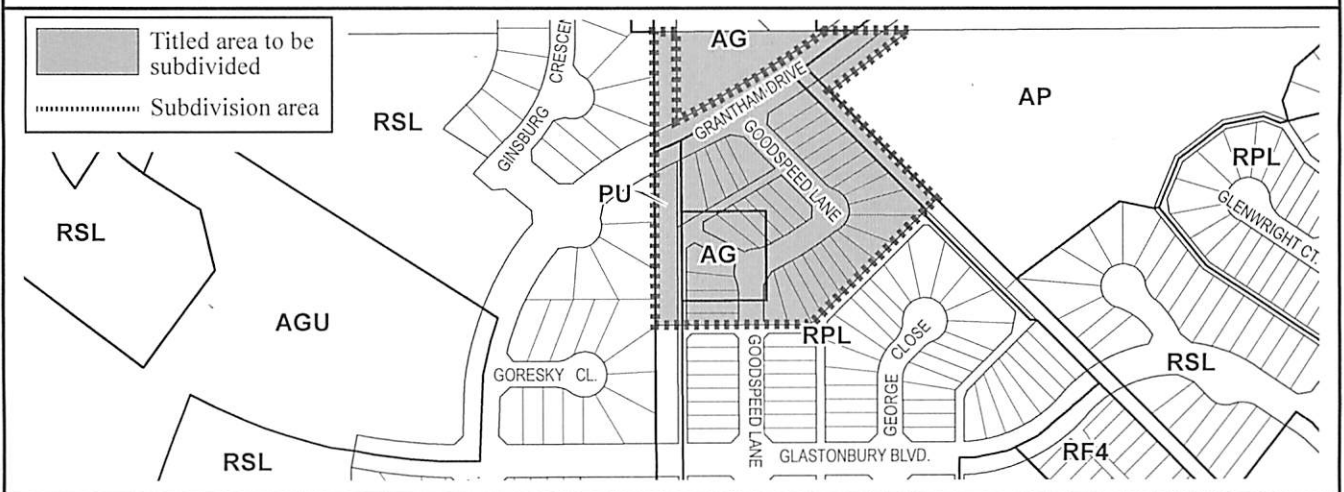 Titled area to be
subdivided
Subdivision area
RSL
GINSBURG
CRESCEN
AG
GRANTHAM DRIVE
AP
RPL
GLENWRIGHT CT.
GOODSPEED LANE
PU
RSL
AG
AGU
RPL
GORESKY CL.
GOODSPEED LANE
GEORGE CLOSE
RSL
GLASTONBURY BLVD.
RSL
RF4